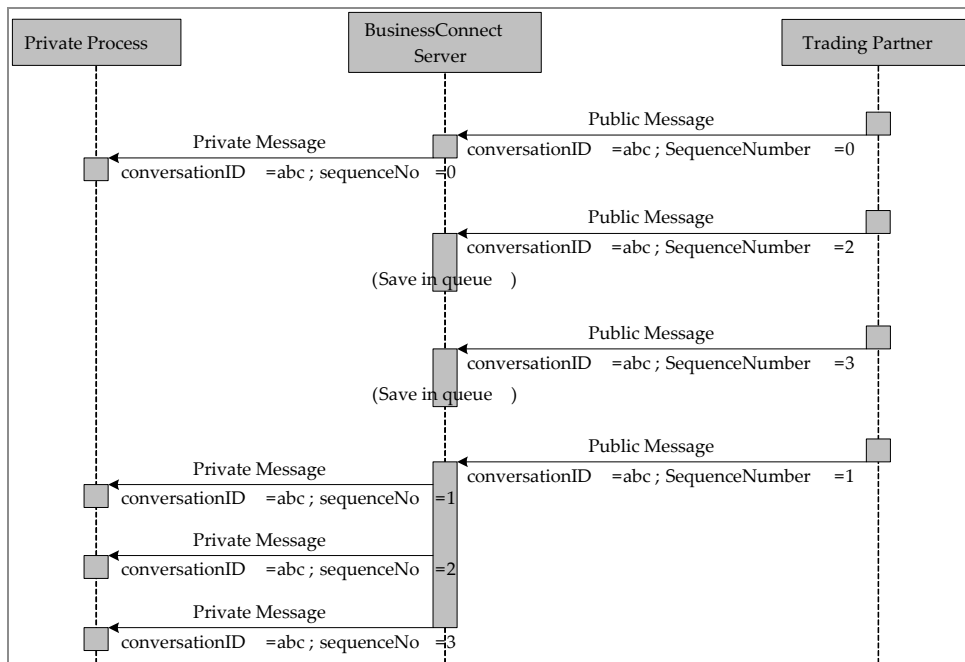 Private Process
BusinessConnect
Server
Trading Partner
Public Message
Private Message
conversationID =abc ; SequenceNumber =0
conversationID =abc ; sequenceNo =0
Public Message
conversationID =abc ; SequenceNumber =2
(Save in queue )
Public Message
conversationID =abc ; SequenceNumber =3
(Save in queue )
Public Message
Private Message
conversationID =abc ; SequenceNumber =1
conversationID =abc ; sequenceNo =1
Private Message
conversationID =abc ; sequenceNo =2
Private Message
conversationID =abc ; sequenceNo =3